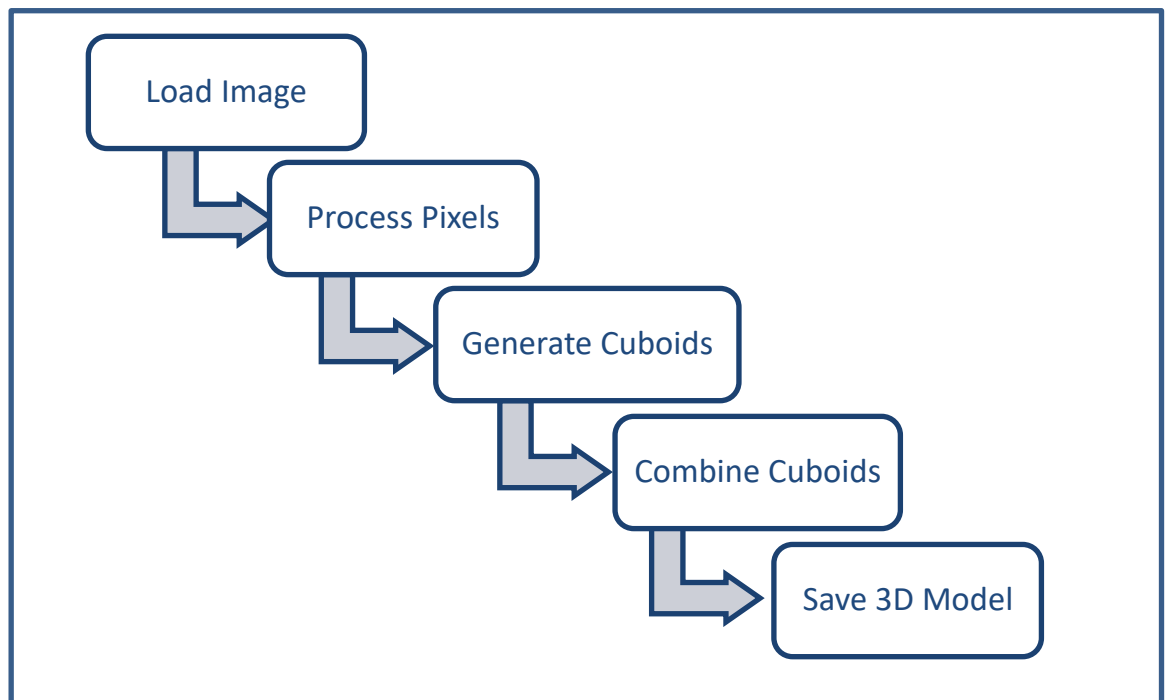 Load Image
Process Pixels
Generate Cuboids
Combine Cuboids
Save 3D Model